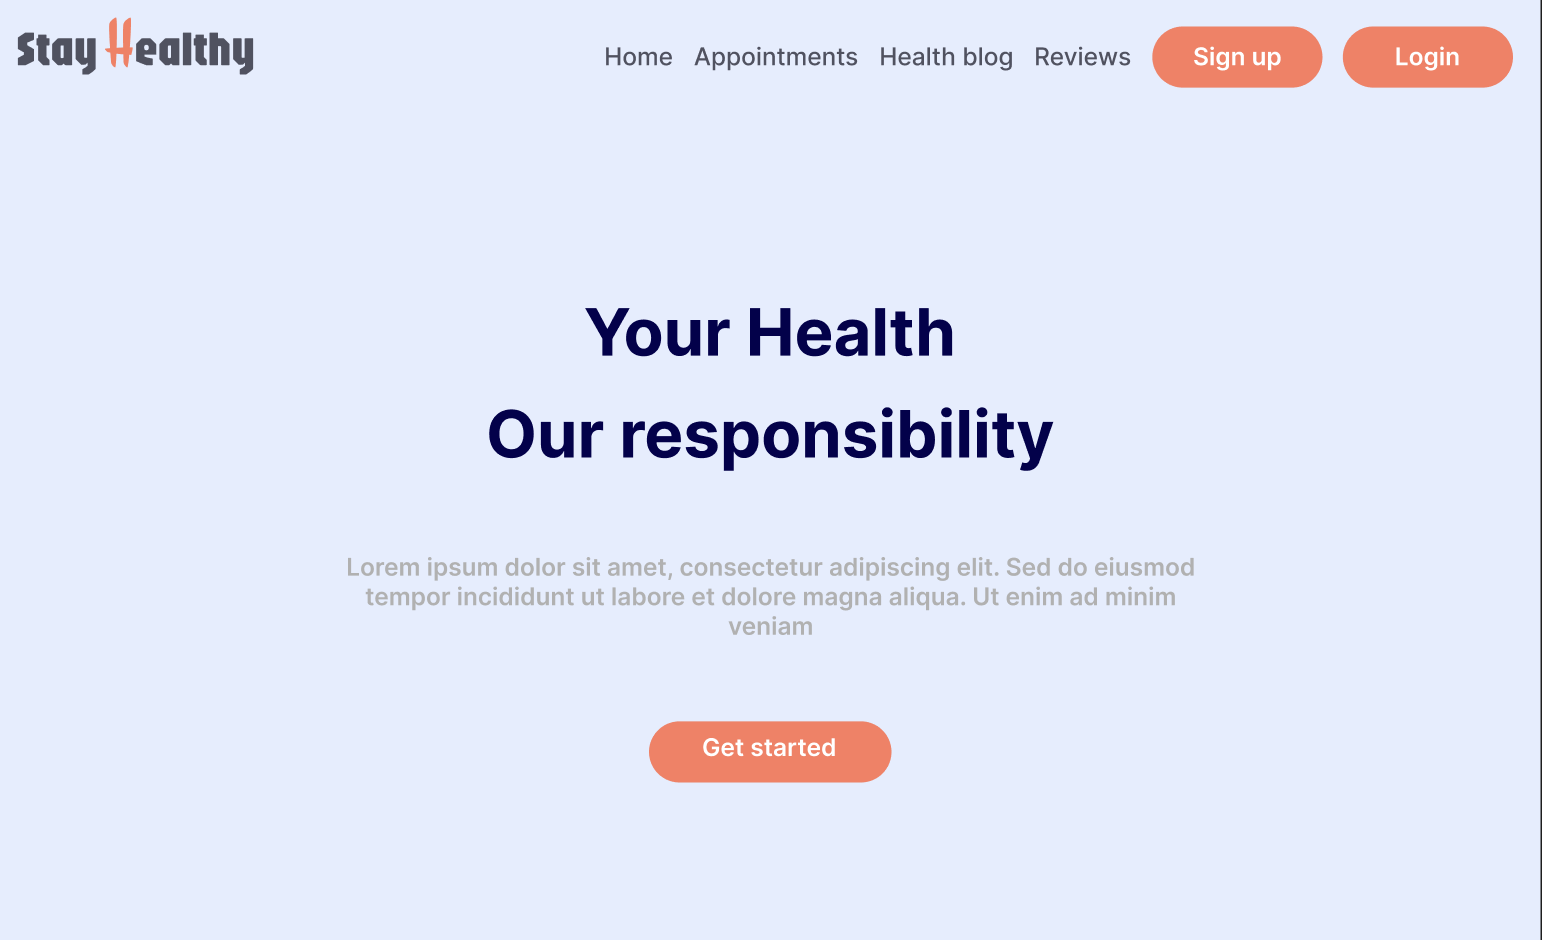 Stay Healthy
Home Appointments Health blog Reviews Sign up Login
Your Health
Our responsibility
Lorem ipsum dolor sit amet, consectetur adipiscing elit. Sed do eiusmod
tempor incididunt ut labore et dolore magna aliqua. Ut enim ad minim
veniam
Get started